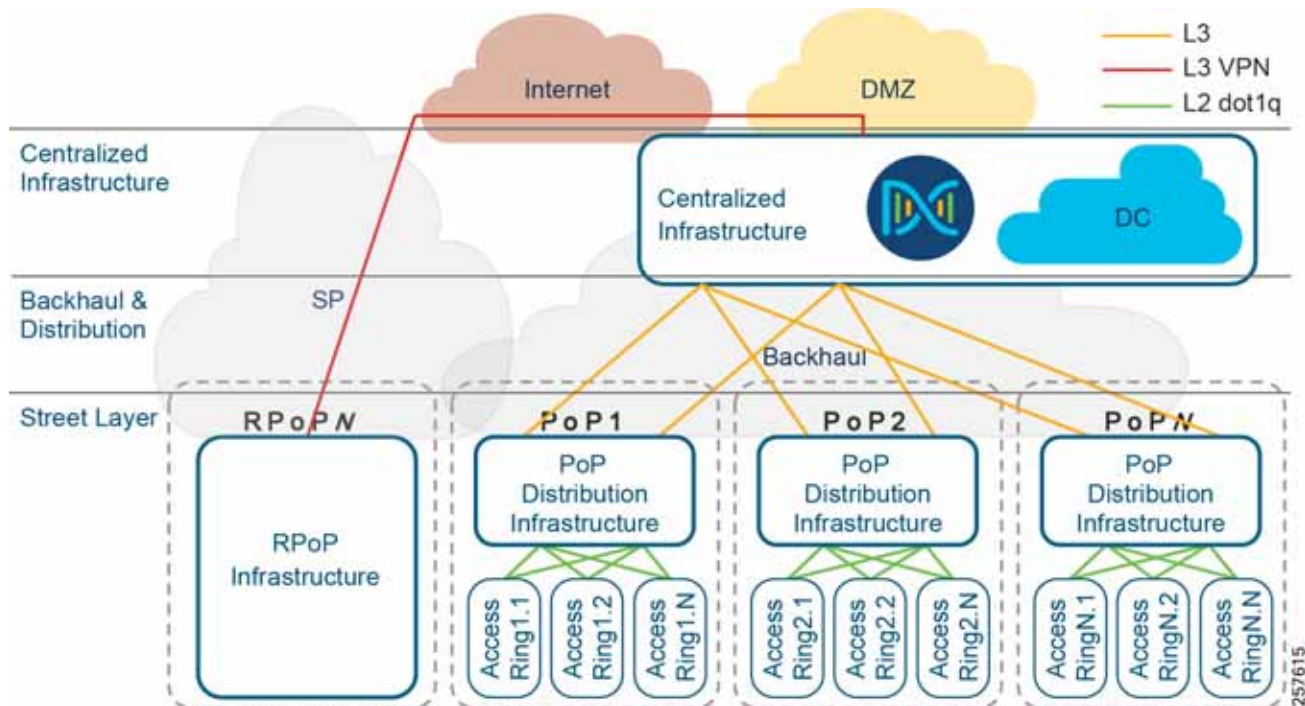 Internet
DMZ
L3
L3 VPN
L2 dot1q
Centralized
Infrastructure
Centralized
Infrastructure
DC
Backhaul &
Distribution
SP
Backhaul
Street Layer
RPoPN
PoP1
PoP2
PoPN
RPoP
Infrastructure
PoP
Distribution
Infrastructure
PoP
Distribution
Infrastructure
PoP
Distribution
Infrastructure
Access
Ring1.1
Access
Ring1.2
Access
Ring1.N
Access
Ring2.1
Access
Ring2.2
Access
Ring2.N
Access
RingN.1
Access
RingN.2
Access
RingN.N
257615